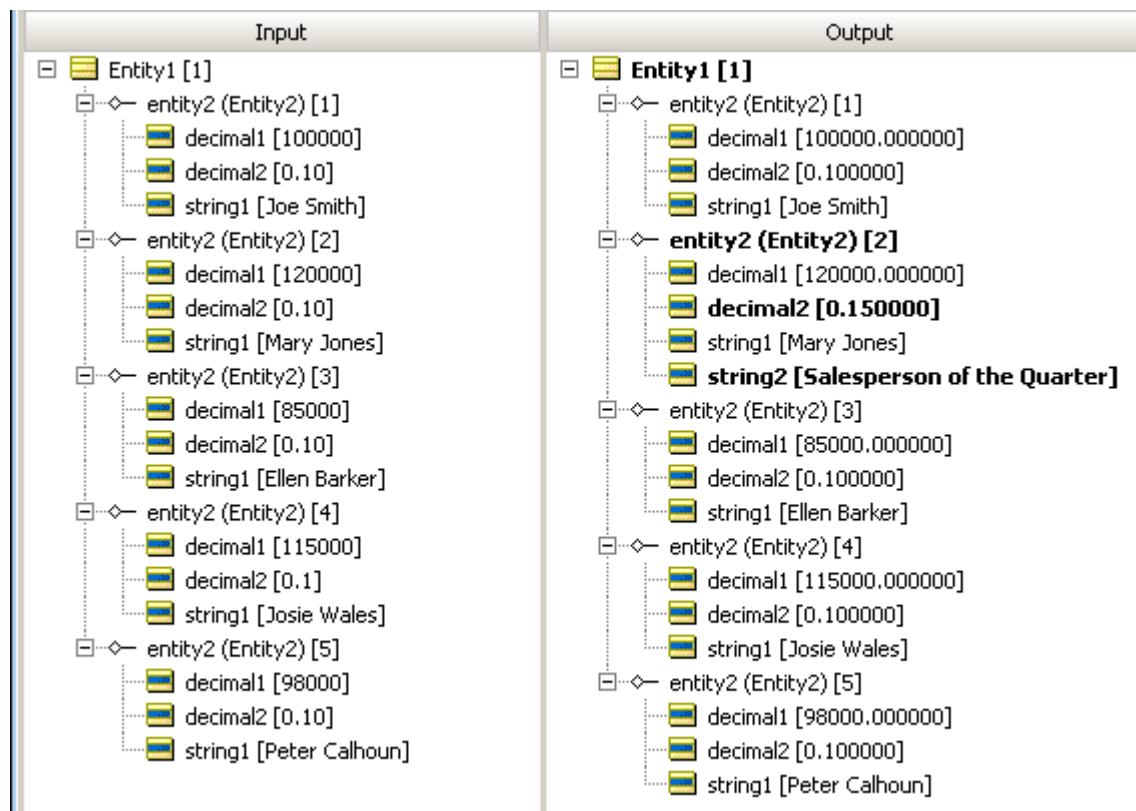 Input
Entity1 [1]
entity2 (Entity2) [1]
decimal1 [100000]
decimal2 [0.10]
string1 [Joe Smith]
entity2 (Entity2) [2]
decimal1 [120000]
decimal2 [0.10]
string1 [Mary Jones]
entity2 (Entity2) [3]
decimal1 [85000]
decimal2 [0.10]
string1 [Ellen Barker]
entity2 (Entity2) [4]
decimal1 [115000]
decimal2 [0.1]
string1 [Josie Wales]
entity2 (Entity2) [5]
decimal1 [98000]
decimal2 [0.10]
string1 [Peter Calhoun]
Output
Entity1 [1]
entity2 (Entity2) [1]
decimal1 [100000.000000]
decimal2 [0.100000]
string1 [Joe Smith]
entity2 (Entity2) [2]
decimal1 [120000.000000]
decimal2 [0.150000]
string1 [Mary Jones]
string2 [Salesperson of the Quarter]
entity2 (Entity2) [3]
decimal1 [85000.000000]
decimal2 [0.100000]
string1 [Ellen Barker]
entity2 (Entity2) [4]
decimal1 [115000.000000]
decimal2 [0.100000]
string1 [Josie Wales]
entity2 (Entity2) [5]
decimal1 [98000.000000]
decimal2 [0.100000]
string1 [Peter Calhoun]